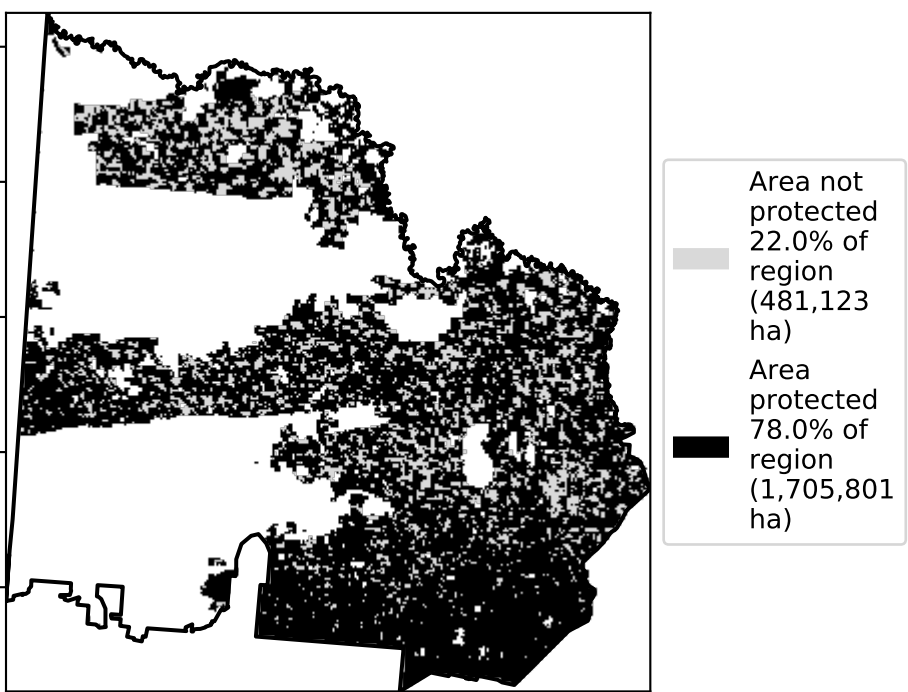 Area not
protected
22.0% of
region
(481,123
ha)
Area
protected
78.0% of
region
(1,705,801
ha)